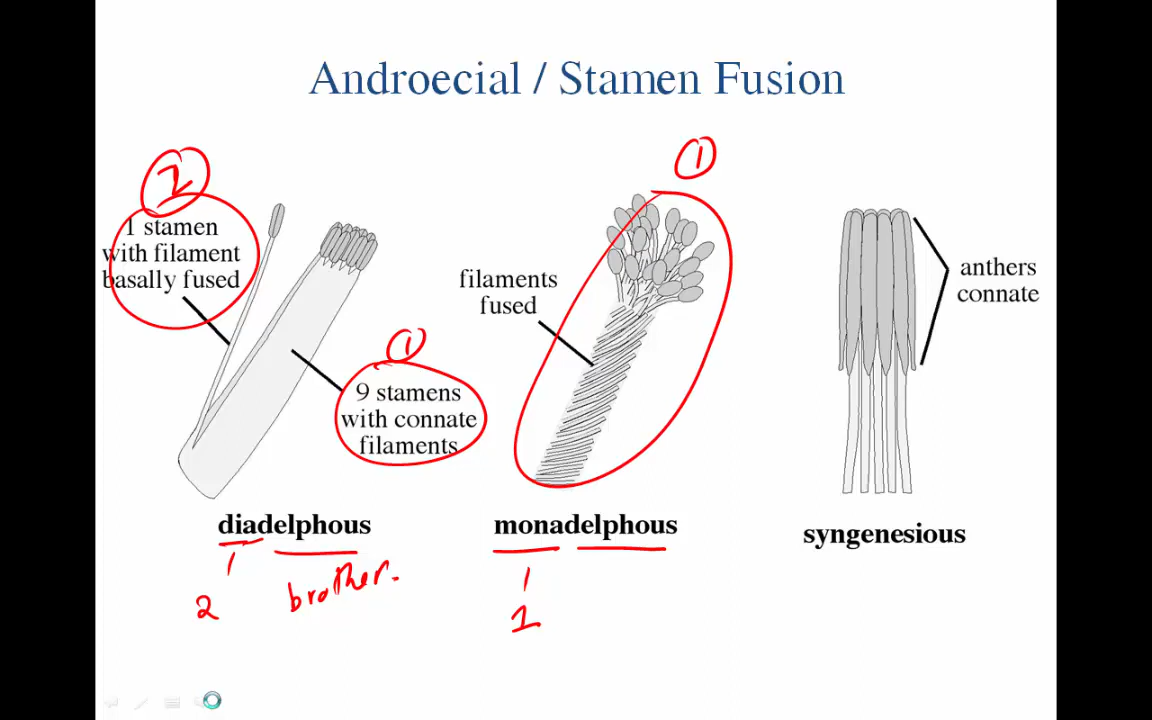 Androecial / Stamen Fusion
2
1 stamen
with filament
basally fused
1
9 stamens
with connate
filaments
diadelphous
2
brother.
1
filaments
fused
monadelphous
1
anthers
connate
syngenesious